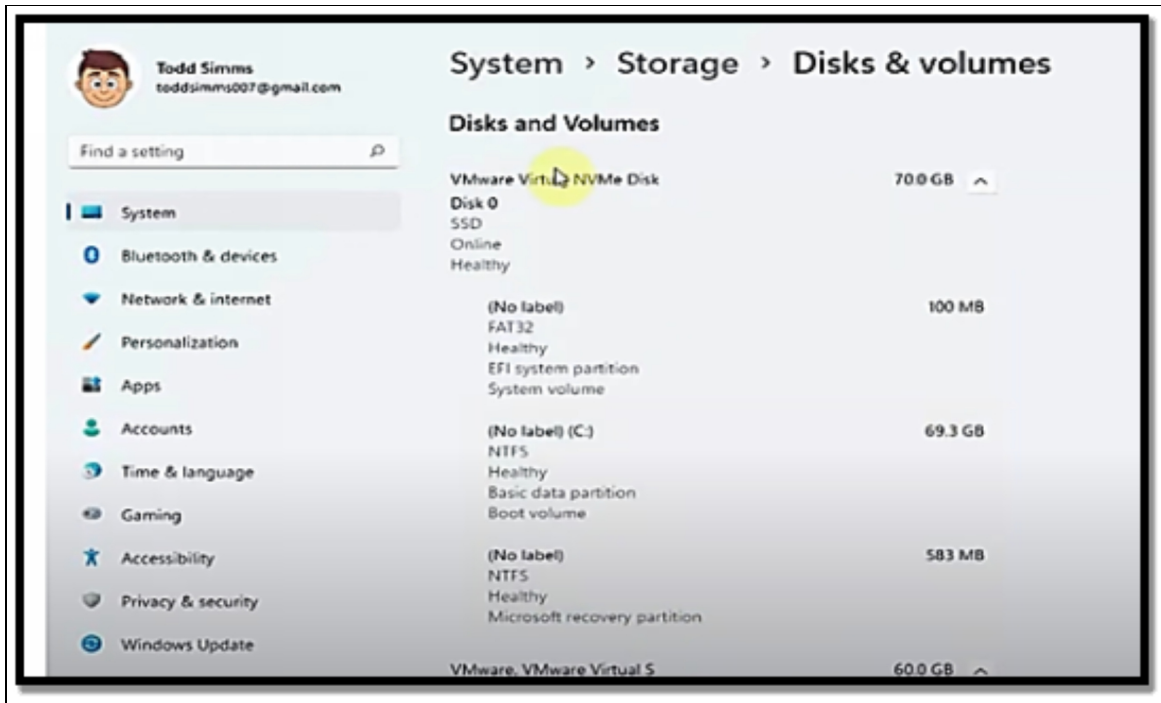 Todd Simms
toddsimms007@gmail.com
Find a setting
System
Bluetooth & devices
Network & internet
Personalization
Apps
Accounts
Time & language
Gaming
Accessibility
Privacy & security
Windows Update
System > Storage > Disks & volumes
Disks and Volumes
VMware Virtual NVMe Disk 70.0 GB
Disk 0
SSD
Online
Healthy
(No label) 100 MB
FAT32
Healthy
EFI system partition
System volume
(No label) (C:) 69.3 GB
NTFS
Healthy
Basic data partition
Boot volume
(No label) 583 MB
NTFS
Healthy
Microsoft recovery partition
VMware, VMware Virtual S 60.0 GB